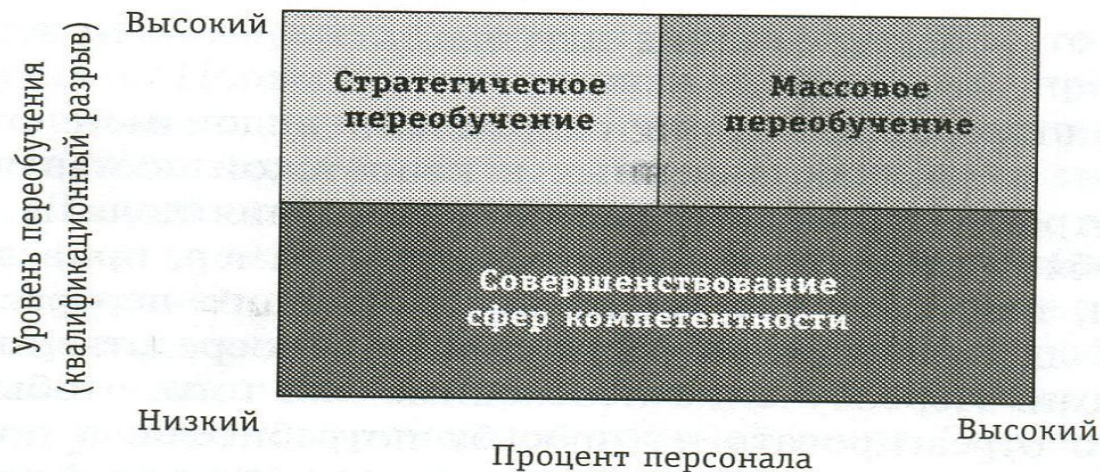 Высокий
Уровень переобучения
(квалификационный разрыв)
Стратегическое
переобучение
Массовое
переобучение
Совершенствование
сфер компетентности
Низкий
Высокий
Процент персонала